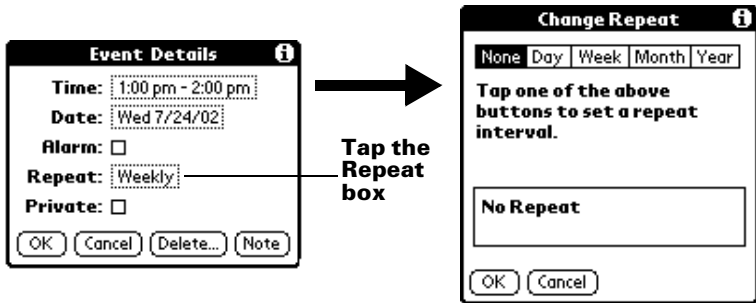 Event Details
Time: 1:00 pm - 2:00 pm
Date: Wed 7/24/02
Alarm:
Repeat: Weekly
Private:
OK Cancel Delete... Note
Tap the
Repeat
box
Change Repeat
None Day Week Month Year
Tap one of the above
buttons to set a repeat
interval.
No Repeat
OK Cancel